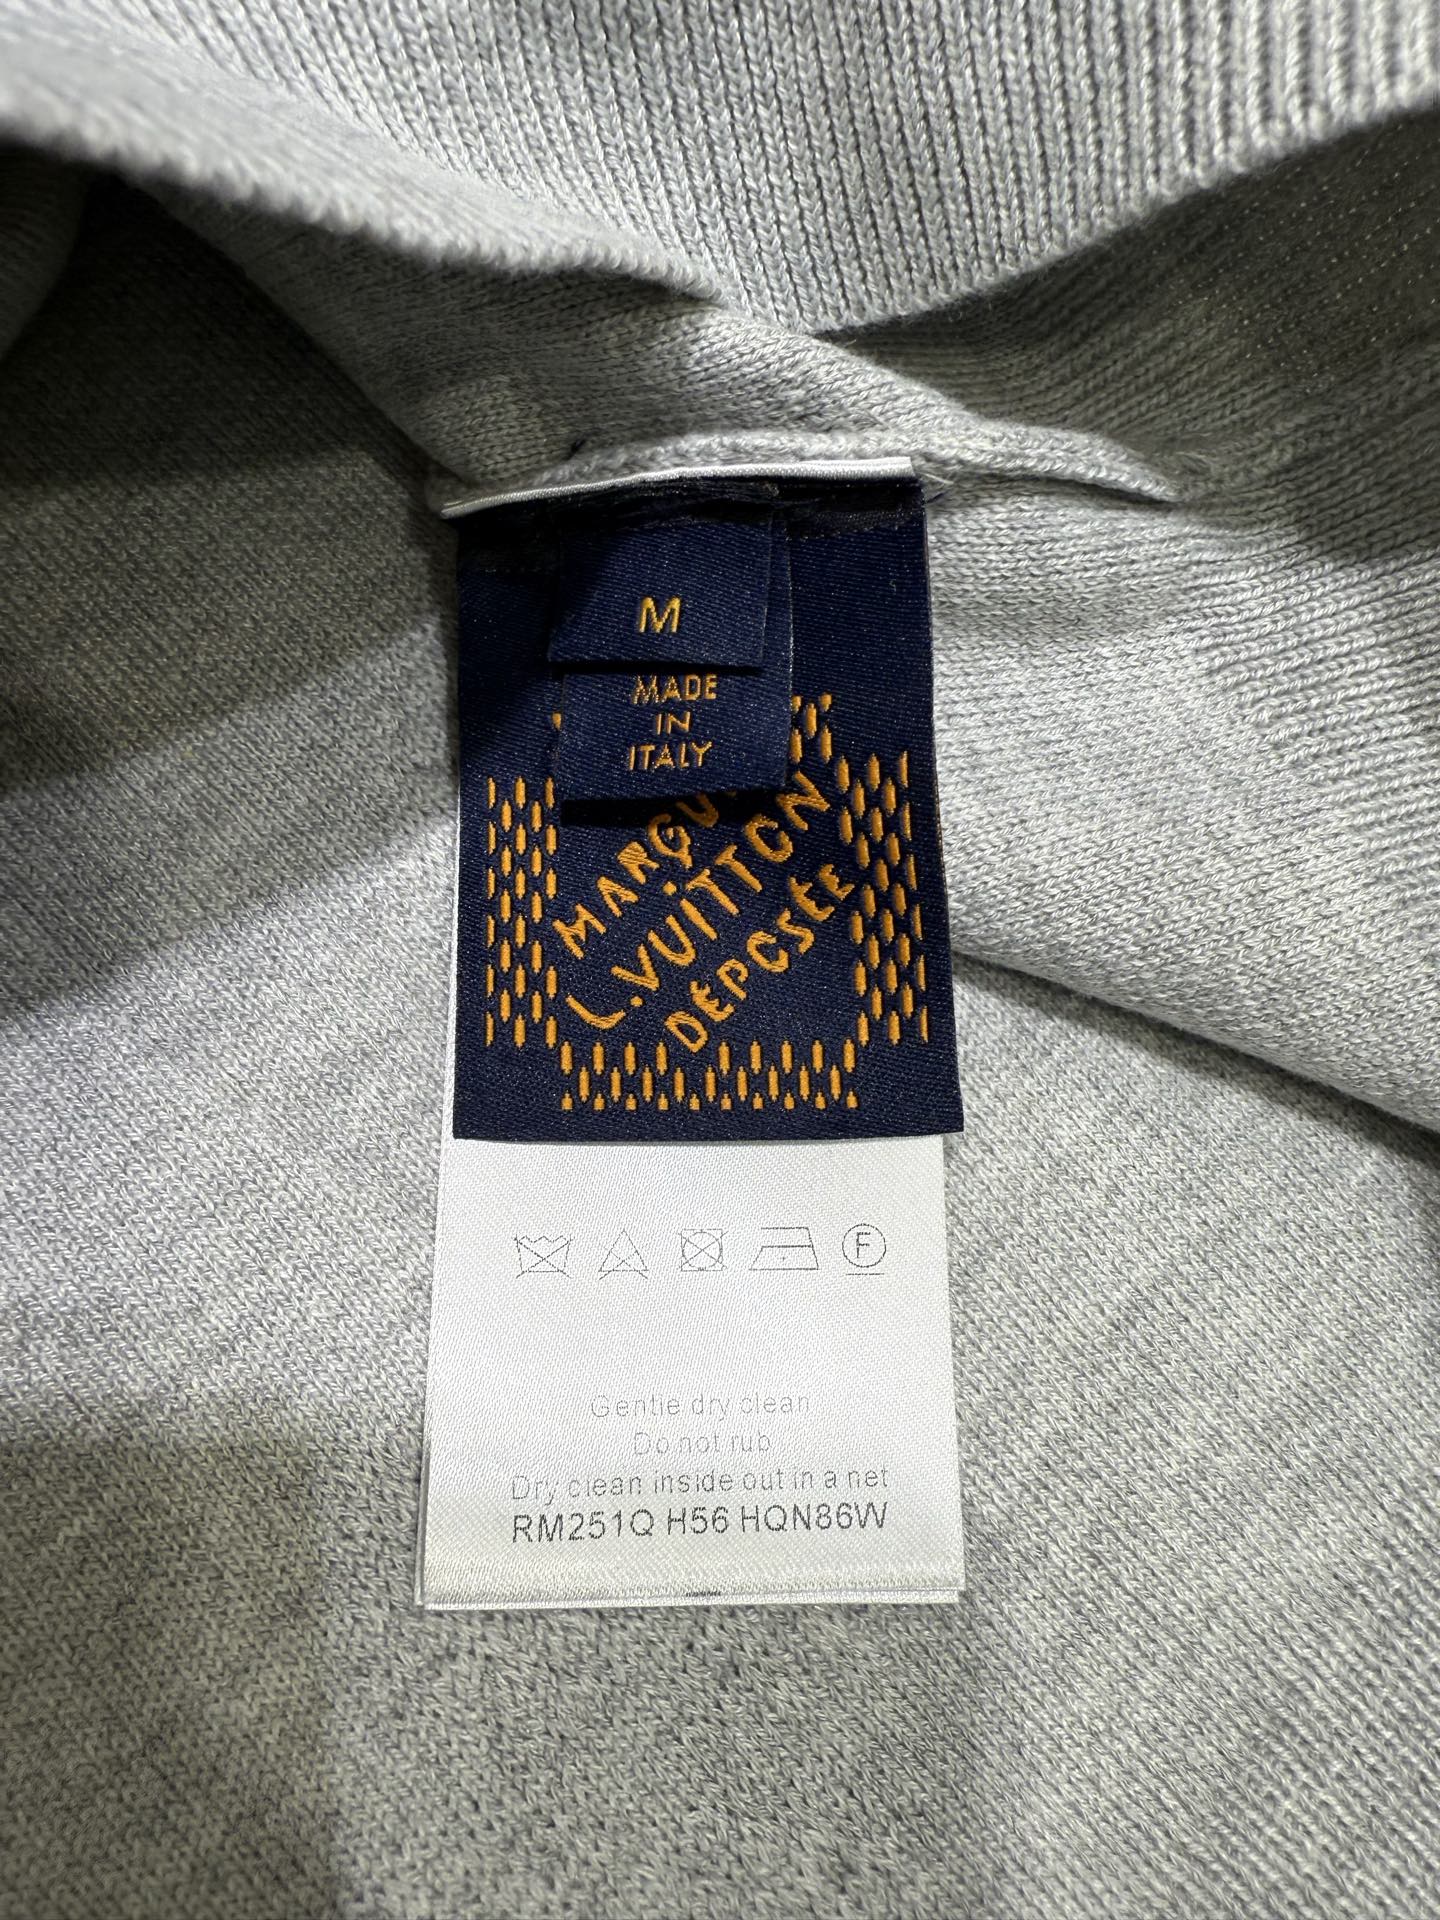 M
MADE
IN
ITALY
L.VUITTON
DÉPOSÉE
F
Gentle dry clean
Do not rub
Dry clean inside out in a net
RM251Q H56 HQN86W